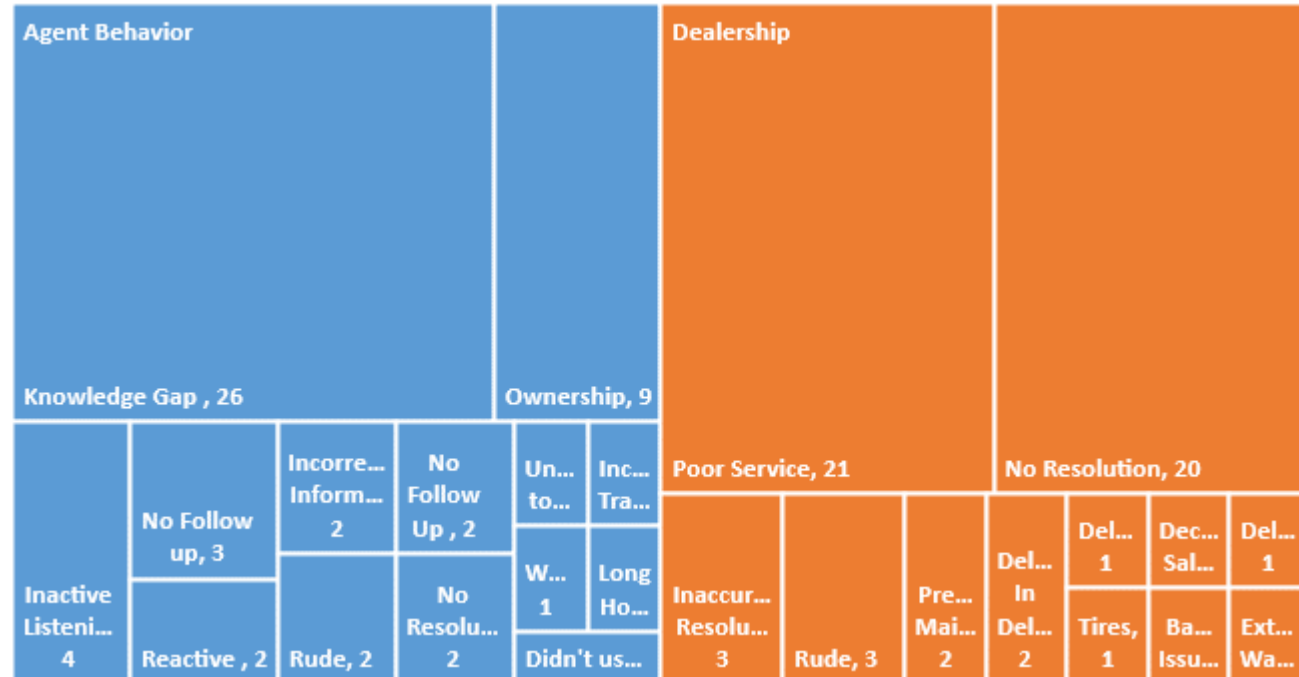 Agent Behavior
Knowledge Gap , 26
Ownership, 9
Inactive
Listeni...
4
No Follow
up, 3
Reactive , 2
Incorre...
Inform...
2
Rude, 2
No
Follow
Up , 2
No
Resolu...
2
Un...
to...
Inc...
Tra...
W...
1
Long
Ho...
Didn't us...
Dealership
Poor Service, 21
No Resolution, 20
Inaccur...
Resolu...
3
Rude, 3
Pre...
Mai...
2
Del...
In
Del...
2
Del...
1
Dec...
Sal...
Del...
1
Tires,
1
Ba...
Issu...
Ext...
Wa...